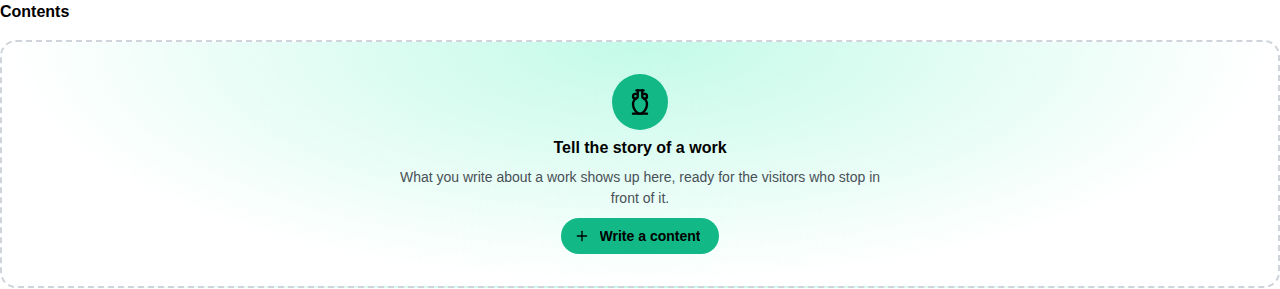 Contents
Tell the story of a work
What you write about a work shows up here, ready for the visitors who stop in
front of it.
Write a content